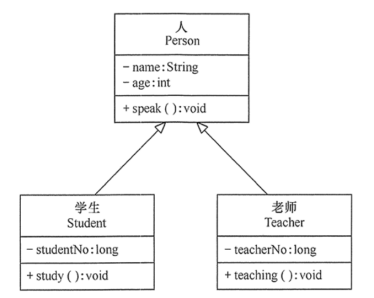 人
Person
- name:String
- age:int
+ speak ( ):void
学生
Student
- studentNo:long
+ study ( ):void
老师
Teacher
- teacherNo:long
+ teaching ( ):void